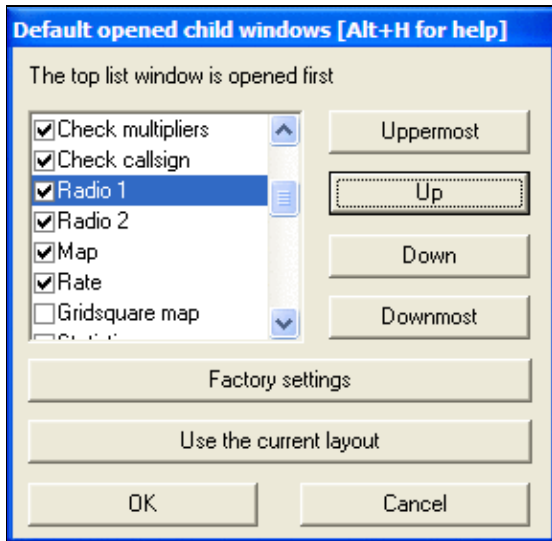 Default opened child windows [Alt+H for help]
The top list window is opened first
Check multipliers
Check callsign
Radio 1
Radio 2
Map
Rate
Gridsquare map
Uppermost
Up
Down
Downmost
Factory settings
Use the current layout
OK
Cancel